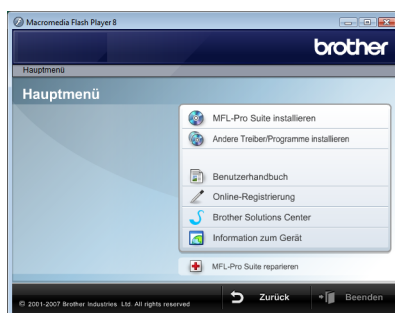 Macromedia Flash Player 8
brother
Hauptmenü
Hauptmenü
MFL-Pro Suite installieren
Andere Treiber/Programme installieren
Benutzerhandbuch
Online-Registrierung
Brother Solutions Center
Information zum Gerät
MFL-Pro Suite reparieren
© 2001-2007 Brother Industries Ltd. All rights reserved
Zurück
Beenden